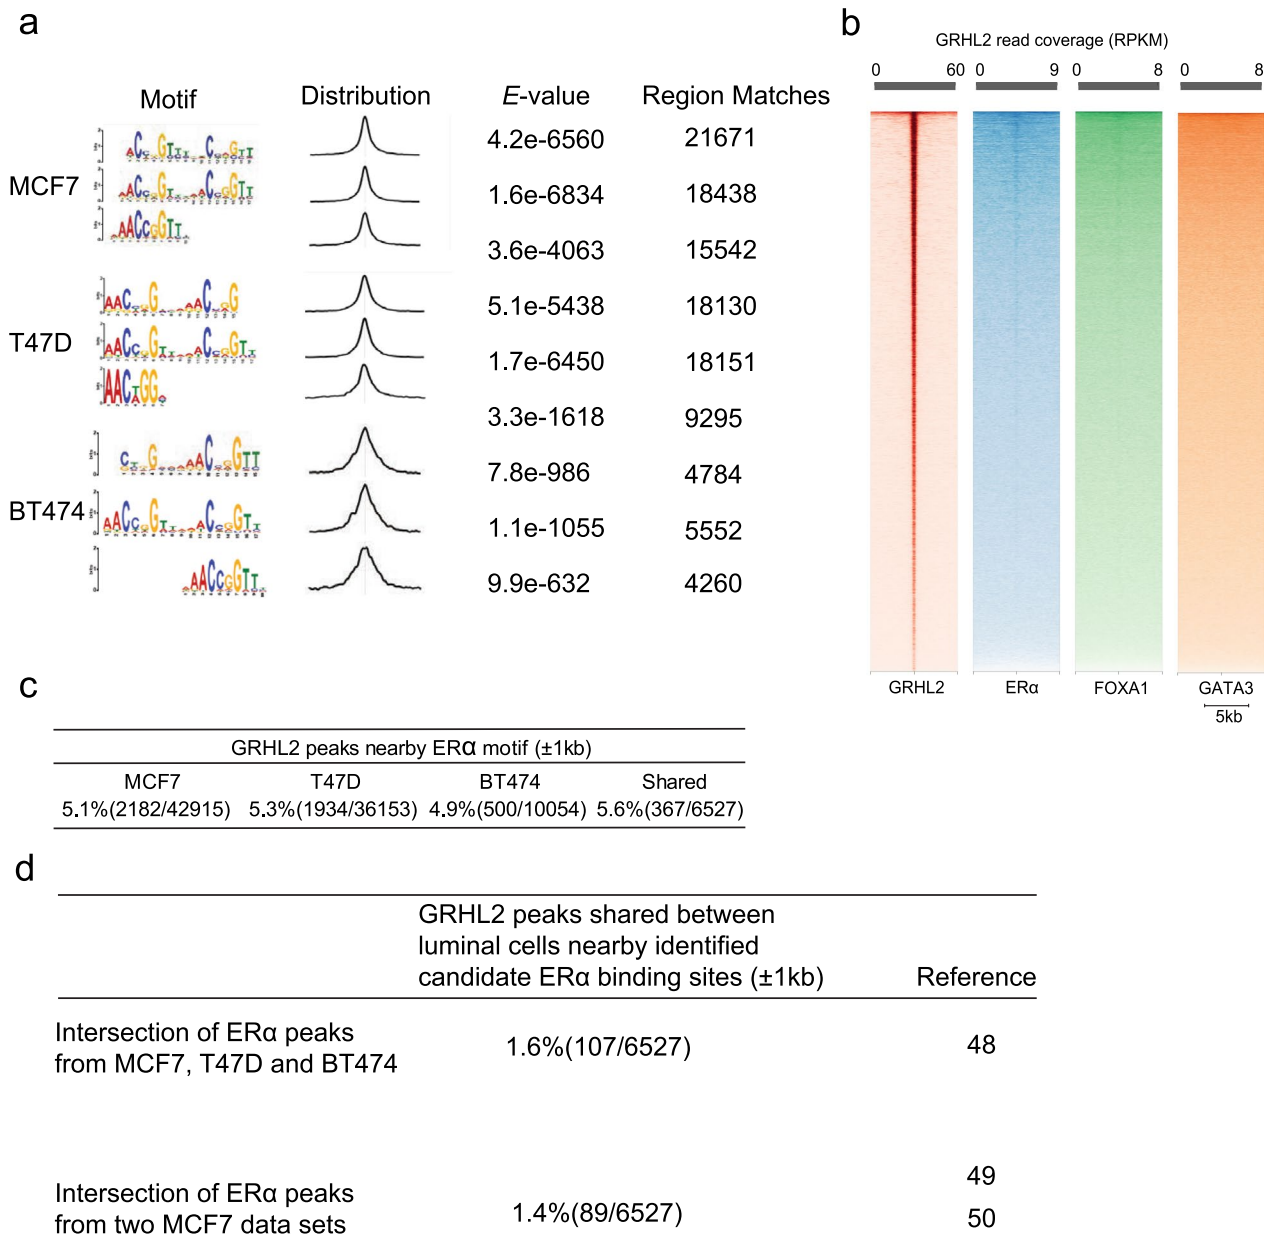 a
Motif Distribution E-value Region Matches
MCF7
4.2e-6560 21671
1.6e-6834 18438
3.6e-4063 15542
T47D
5.1e-5438 18130
1.7e-6450 18151
3.3e-1618 9295
BT474
7.8e-986 4784
1.1e-1055 5552
9.9e-632 4260
b
GRHL2 read coverage (RPKM)
0 60 0 9 0 8 0 8
GRHL2 ERα FOXA1 GATA3
5kb
c
GRHL2 peaks nearby ERα motif (±1kb)
MCF7 T47D BT474 Shared
5.1%(2182/42915) 5.3%(1934/36153) 4.9%(500/10054) 5.6%(367/6527)
d
GRHL2 peaks shared between
luminal cells nearby identified
candidate ERα binding sites (±1kb) Reference
Intersection of ERα peaks
from MCF7, T47D and BT474
1.6%(107/6527) 48
Intersection of ERα peaks
from two MCF7 data sets
1.4%(89/6527)
49
50